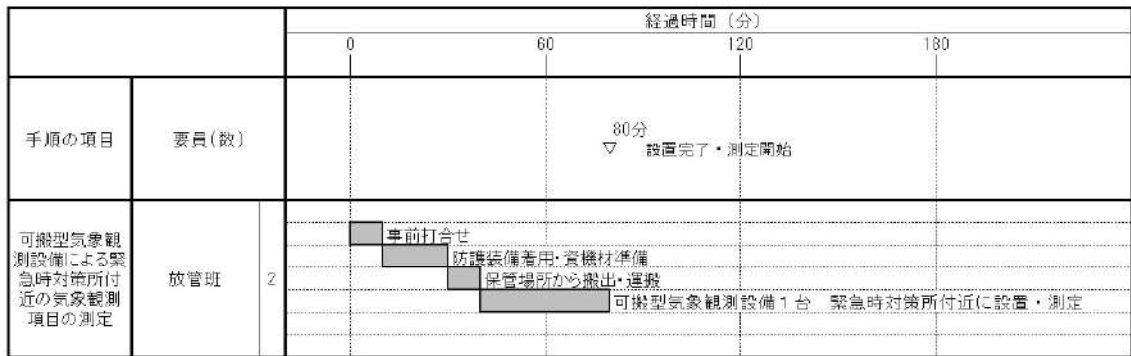 経過時間（分）
0 60 120 180
手順の項目 要員(数)
80分
▽ 設置完了・測定開始
可搬型気象観
測設備による緊
急時対策所付
近の気象観測
項目の測定
放管班 2
事前打合せ
防護装備着用・資機材準備
保管場所から搬出・運搬
可搬型気象観測設備１台　緊急時対策所付近に設置・測定